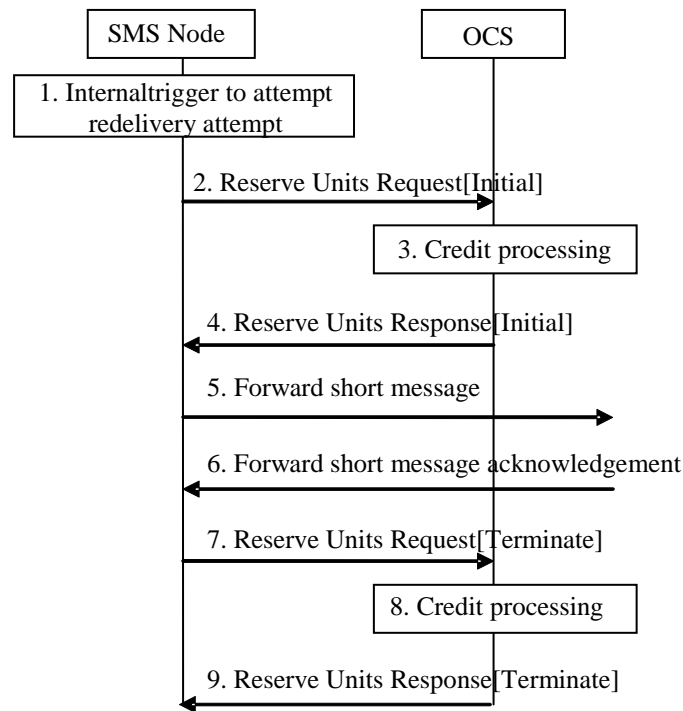 SMS Node
OCS
1. Internaltrigger to attempt
redelivery attempt
2. Reserve Units Request[Initial]
3. Credit processing
4. Reserve Units Response[Initial]
5. Forward short message
6. Forward short message acknowledgement
7. Reserve Units Request[Terminate]
8. Credit processing
9. Reserve Units Response[Terminate]